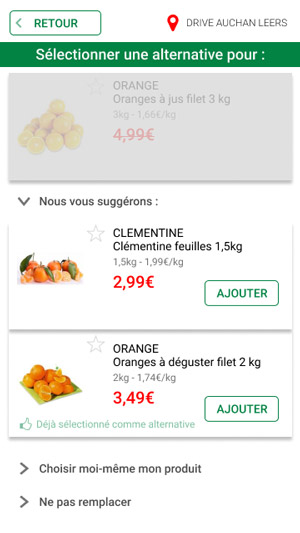 RETOUR
DRIVE AUCHAN LEERS
Sélectionner une alternative pour :
ORANGE
Oranges à jus filet 3 kg
3kg - 1,66€/kg
4,99€
Nous vous suggérons :
CLEMENTINE
Clémentine feuilles 1,5kg
1,5kg - 1,99€/kg
2,99€
AJOUTER
ORANGE
Oranges à déguster filet 2 kg
2kg - 1,74€/kg
3,49€
AJOUTER
Déjà sélectionné comme alternative
Choisir moi-même mon produit
Ne pas remplacer